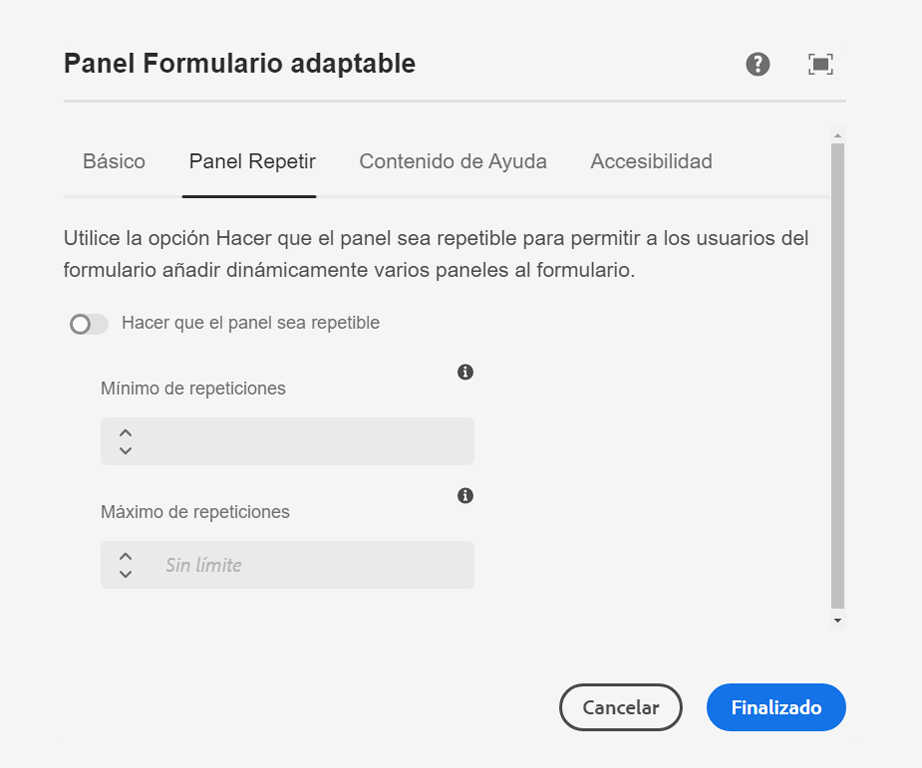 Panel Formulario adaptable
Básico Panel Repetir Contenido de Ayuda Accesibilidad
Utilice la opción Hacer que el panel sea repetible para permitir a los usuarios del
formulario añadir dinámicamente varios paneles al formulario.
Hacer que el panel sea repetible
Mínimo de repeticiones
Máximo de repeticiones
Sin límite
Cancelar Finalizado